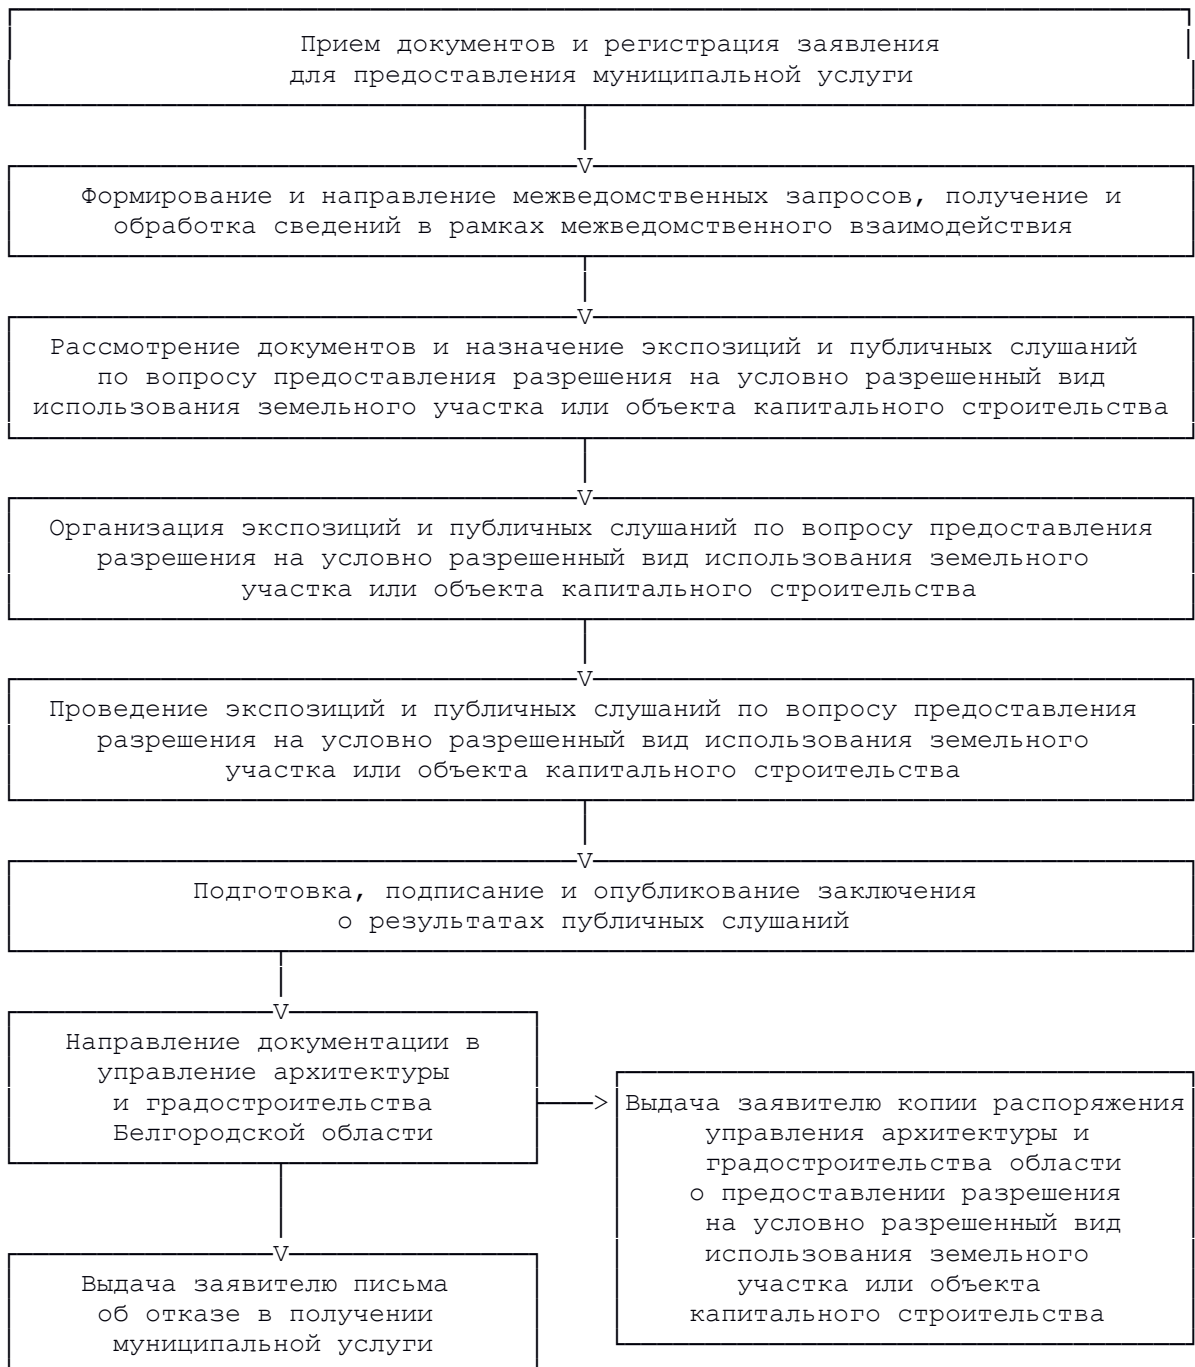 Прием документов и регистрация заявления
для предоставления муниципальной услуги
Формирование и направление межведомственных запросов, получение и
обработка сведений в рамках межведомственного взаимодействия
Рассмотрение документов и назначение экспозиций и публичных слушаний
по вопросу предоставления разрешения на условно разрешенный вид
использования земельного участка или объекта капитального строительства
Организация экспозиций и публичных слушаний по вопросу предоставления
разрешения на условно разрешенный вид использования земельного
участка или объекта капитального строительства
Проведение экспозиций и публичных слушаний по вопросу предоставления
разрешения на условно разрешенный вид использования земельного
участка или объекта капитального строительства
Подготовка, подписание и опубликование заключения
о результатах публичных слушаний
Направление документации в
управление архитектуры
и градостроительства
Белгородской области
Выдача заявителю копии распоряжения
управления архитектуры и
градостроительства области
о предоставлении разрешения
на условно разрешенный вид
использования земельного
участка или объекта
капитального строительства
Выдача заявителю письма
об отказе в получении
муниципальной услуги